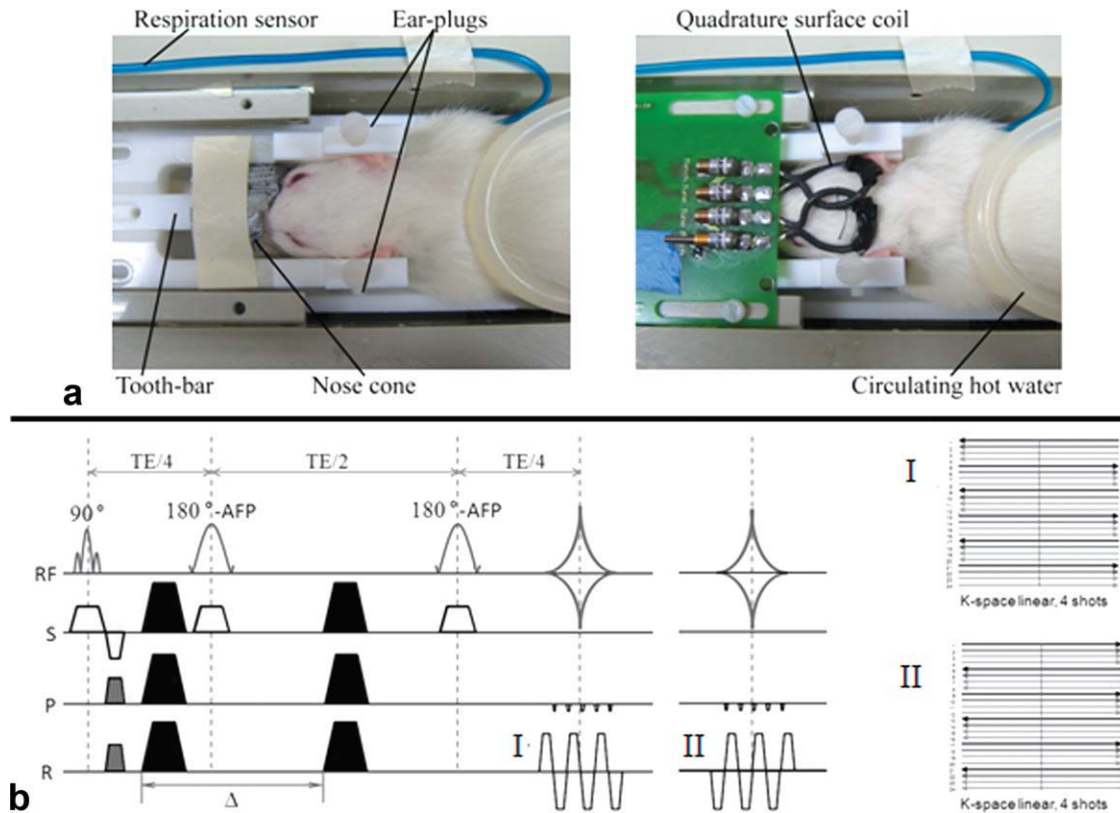 Respiration sensor
Ear-plugs
Quadrature surface coil
Tooth-bar
Nose cone
Circulating hot water
a
TE/4
TE/2
TE/4
90°
180°-AFP
180°-AFP
RF
S
P
R
I
II
Δ
b
I
K-space linear, 4 shots
II
K-space linear, 4 shots